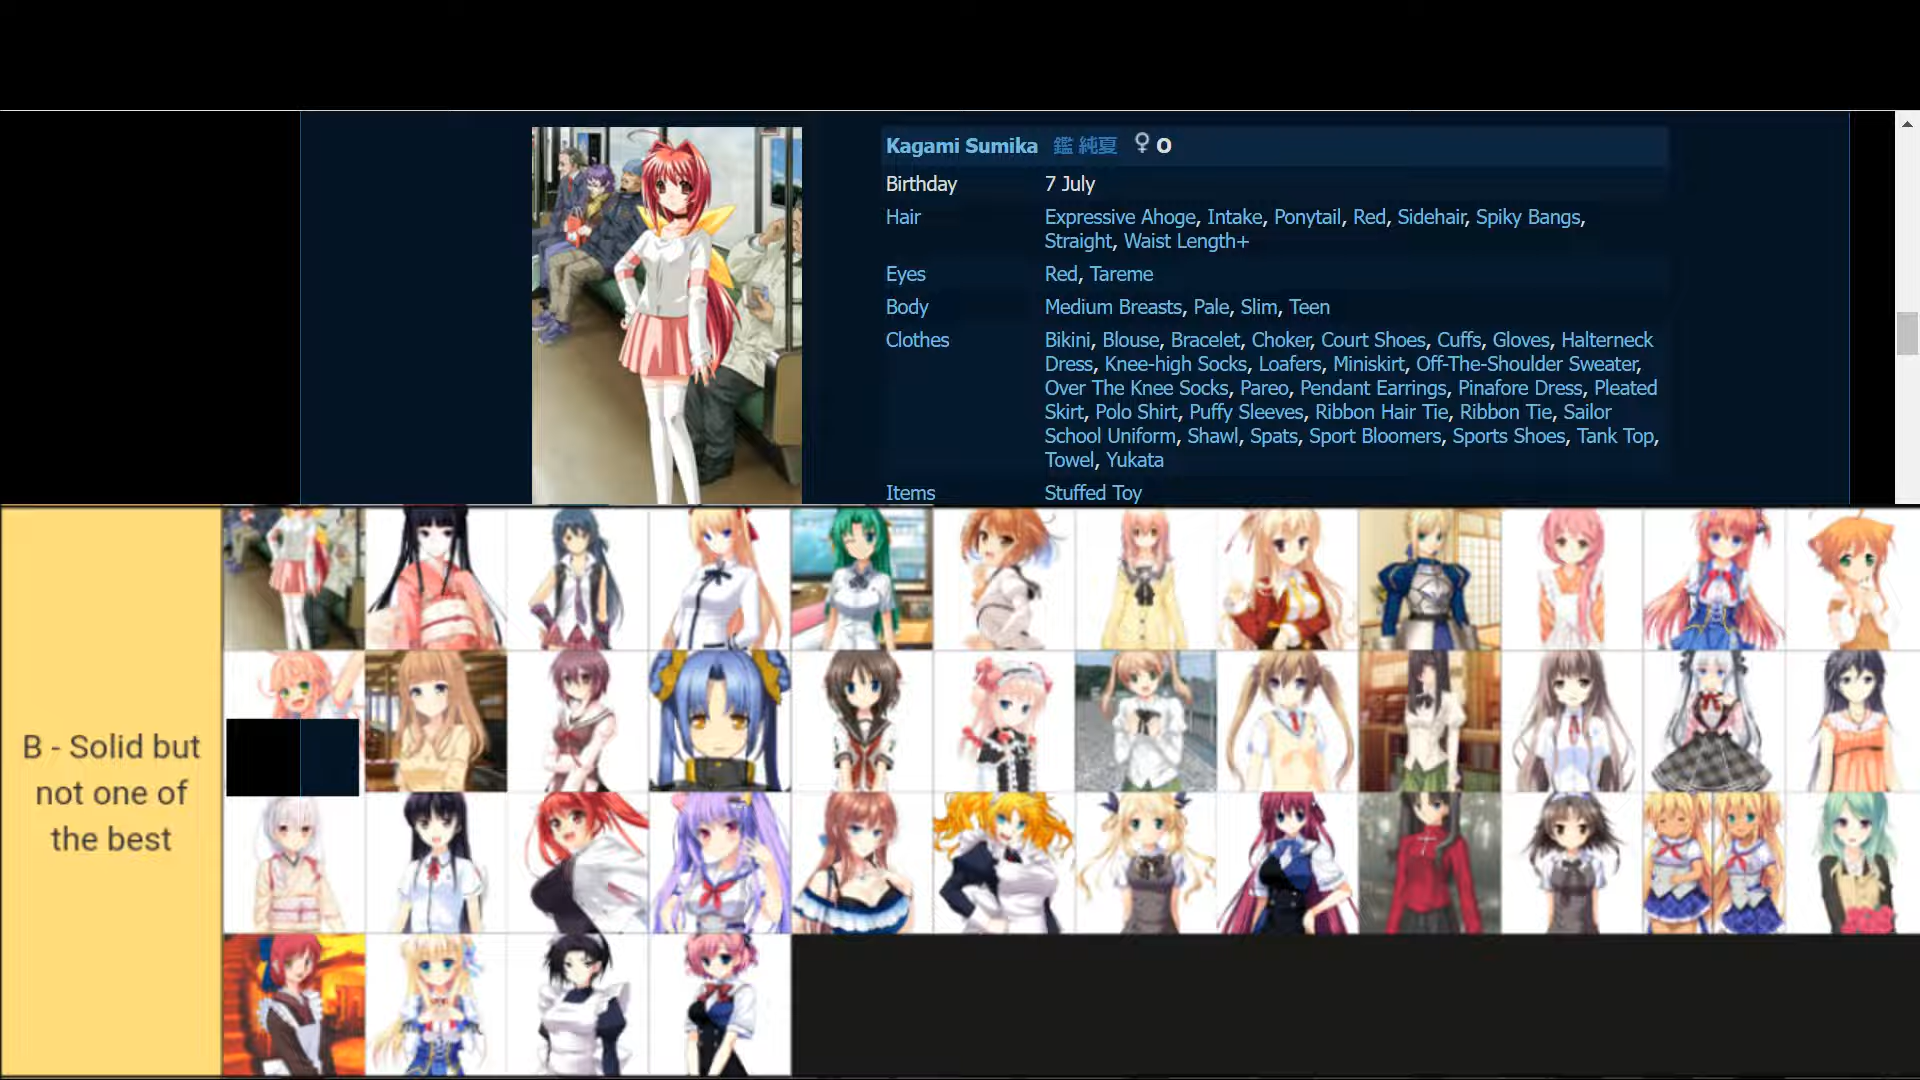 Kagami Sumika 鑑 純夏 ♀ O
Birthday 7 July
Hair Expressive Ahoge, Intake, Ponytail, Red, Sidehair, Spiky Bangs,
Straight, Waist Length+
Eyes Red, Tareme
Body Medium Breasts, Pale, Slim, Teen
Clothes Bikini, Blouse, Bracelet, Choker, Court Shoes, Cuffs, Gloves, Halterneck
Dress, Knee-high Socks, Loafers, Miniskirt, Off-The-Shoulder Sweater,
Over The Knee Socks, Pareo, Pendant Earrings, Pinafore Dress, Pleated
Skirt, Polo Shirt, Puffy Sleeves, Ribbon Hair Tie, Ribbon Tie, Sailor
School Uniform, Shawl, Spats, Sport Bloomers, Sports Shoes, Tank Top,
Towel, Yukata
Items Stuffed Toy
B - Solid but
not one of
the best